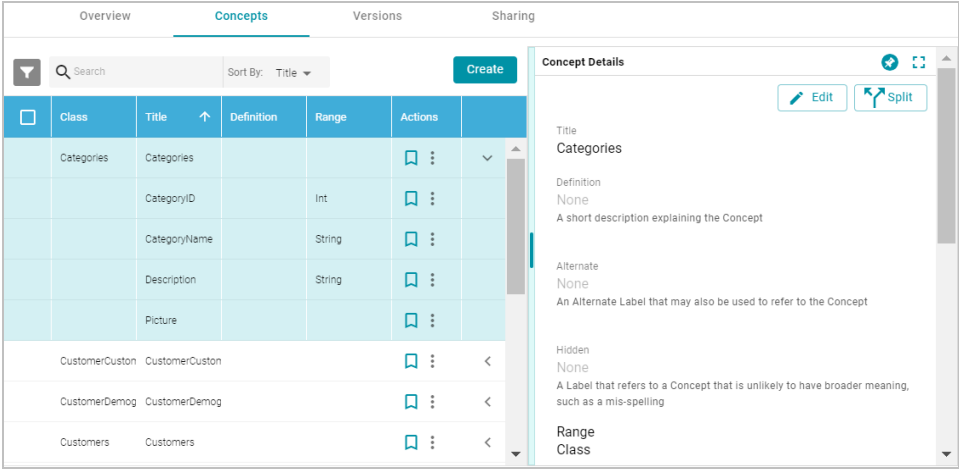 Overview Concepts Versions Sharing
Search Sort By: Title Create
Class Title Definition Range Actions
Categories Categories
CategoryID Int
CategoryName String
Description String
Picture
CustomerCuston CustomerCuston
CustomerDemog CustomerDemog
Customers Customers
Concept Details
Edit Split
Title
Categories
Definition
None
A short description explaining the Concept
Alternate
None
An Alternate Label that may also be used to refer to the Concept
Hidden
None
A Label that refers to a Concept that is unlikely to have broader meaning,
such as a mis-spelling
Range
Class